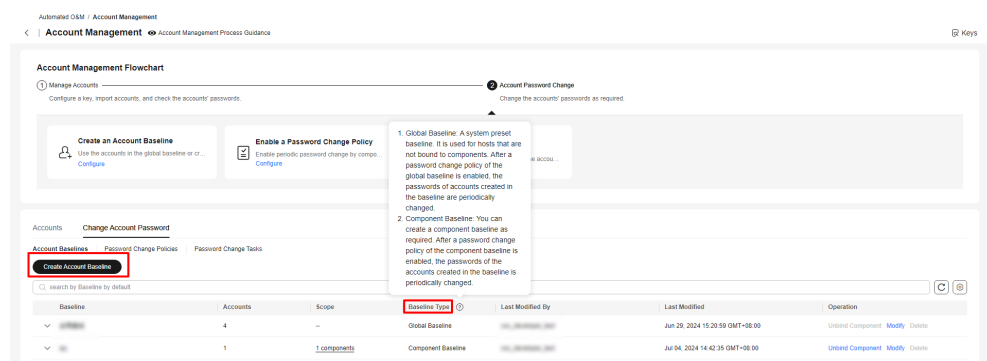 Automated O&M / Account Management
Account Management Account Management Process Guidance
Keys
Account Management Flowchart
1 Manage Accounts
Configure a key, import accounts, and check the accounts' passwords.
2 Account Password Change
Change the accounts' passwords as required.
Create an Account Baseline
Use the accounts in the global baseline or cr...
Configure
Enable a Password Change Policy
Enable periodic password change by compo...
Configure
accou...
1. Global Baseline: A system preset
baseline. It is used for hosts that are
not bound to components. After a
password change policy of the
global baseline is enabled, the
passwords of accounts created in
the baseline are periodically
changed.
2. Component Baseline: You can
create a component baseline as
required. After a password change
policy of the component baseline is
enabled, the passwords of the
accounts created in the baseline is
periodically changed.
Accounts Change Account Password
Account Baselines Password Change Policies Password Change Tasks
Create Account Baseline
search by Baseline by default
Baseline Accounts Scope Baseline Type Last Modified By Last Modified Operation
4 – Global Baseline Jun 29, 2024 15:20:59 GMT+08:00 Unbind Component Modify Delete
1 1 components Component Baseline Jul 04, 2024 14:42:35 GMT+08:00 Unbind Component Modify Delete